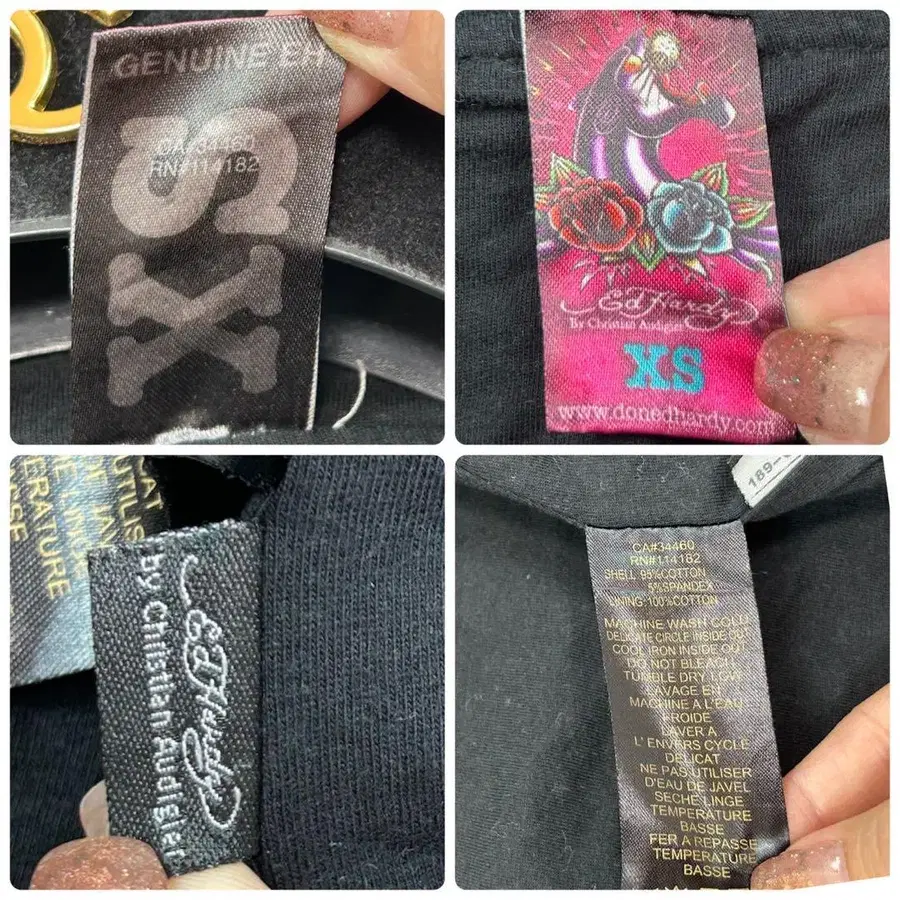 GENUINE EH
CA#34460
RN#114182
XS
Ed Hardy
By Christian Audigier
XS
www.donedhardy.com
ERATURE
Ed Hardy
by Christian Audigier
189-
CA#34460
RN#114182
SHELL: 95%COTTON
5%SPANDEX
LINING:100%COTTON
MACHINE WASH COLD
DELICATE CIRCLE INSIDE OUT
COOL IRON INSIDE OUT
DO NOT BLEACH
TUMBLE DRY LOW
LAVAGE EN
MACHINE A L'EAU
FROIDE
LAVER A
L' ENVERS CYCLE
DELICAT
NE PAS UTILISER
D'EAU DE JAVEL
SECHE LINGE
TEMPERATURE
BASSE
FER A REPASSE
TEMPERATURE
BASSE